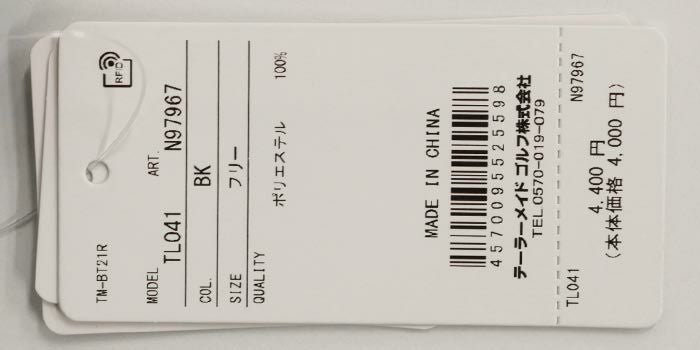 RFID
TM-BT21R
MODEL ART.
TL041 N97967
COL. BK
SIZE フリー
QUALITY
ポリエステル 100%
MADE IN CHINA
4570095525598
テーラーメイド ゴルフ株式会社
TEL 0570-019-079
TL041 N97967
4,400 円
(本体価格 4,000 円)